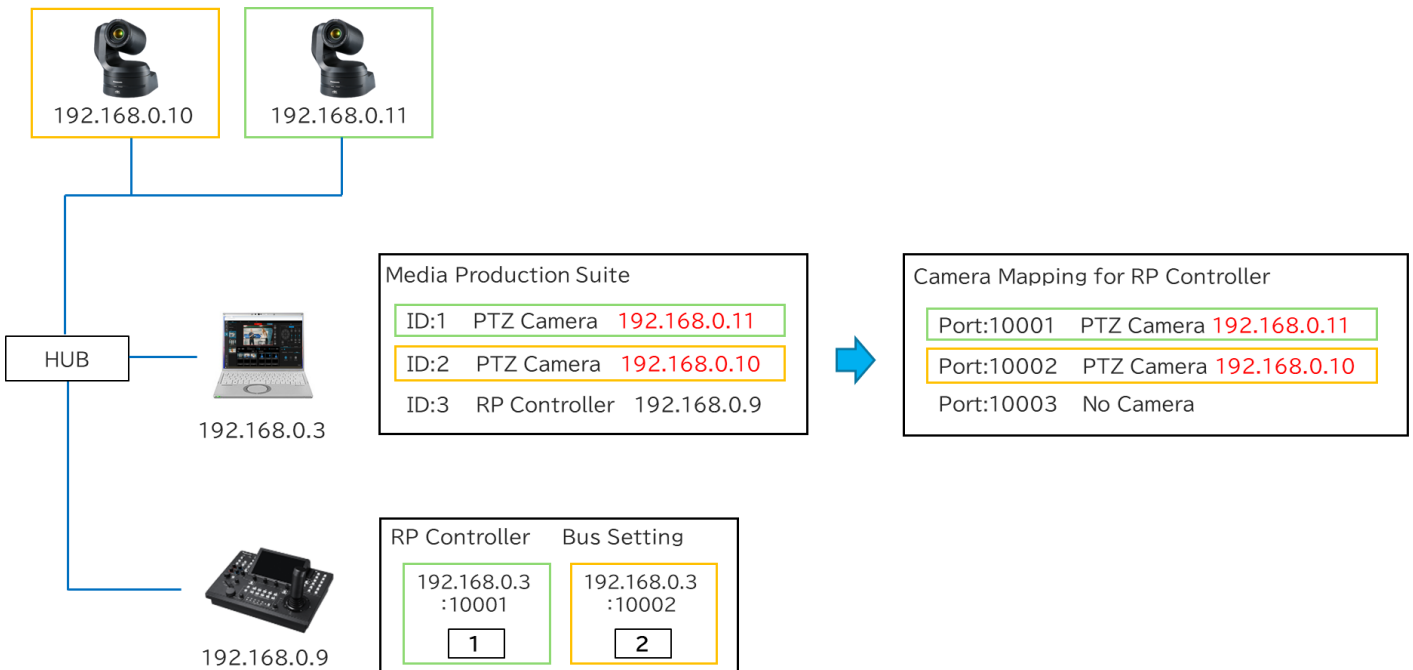 192.168.0.10
192.168.0.11
Media Production Suite
ID:1 PTZ Camera 192.168.0.11
ID:2 PTZ Camera 192.168.0.10
ID:3 RP Controller 192.168.0.9
Camera Mapping for RP Controller
Port:10001 PTZ Camera 192.168.0.11
Port:10002 PTZ Camera 192.168.0.10
Port:10003 No Camera
HUB
192.168.0.3
RP Controller Bus Setting
192.168.0.3
:10001
1
192.168.0.3
:10002
2
192.168.0.9